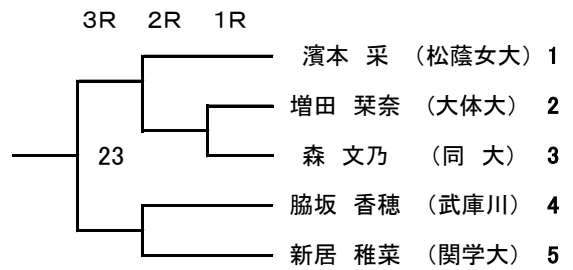 3R 2R 1R
濱本 采 （松蔭女大） 1
増田 栞奈 （大体大） 2
23 森 文乃 （同 大） 3
脇坂 香穂 （武庫川） 4
新居 稚菜 （関学大） 5